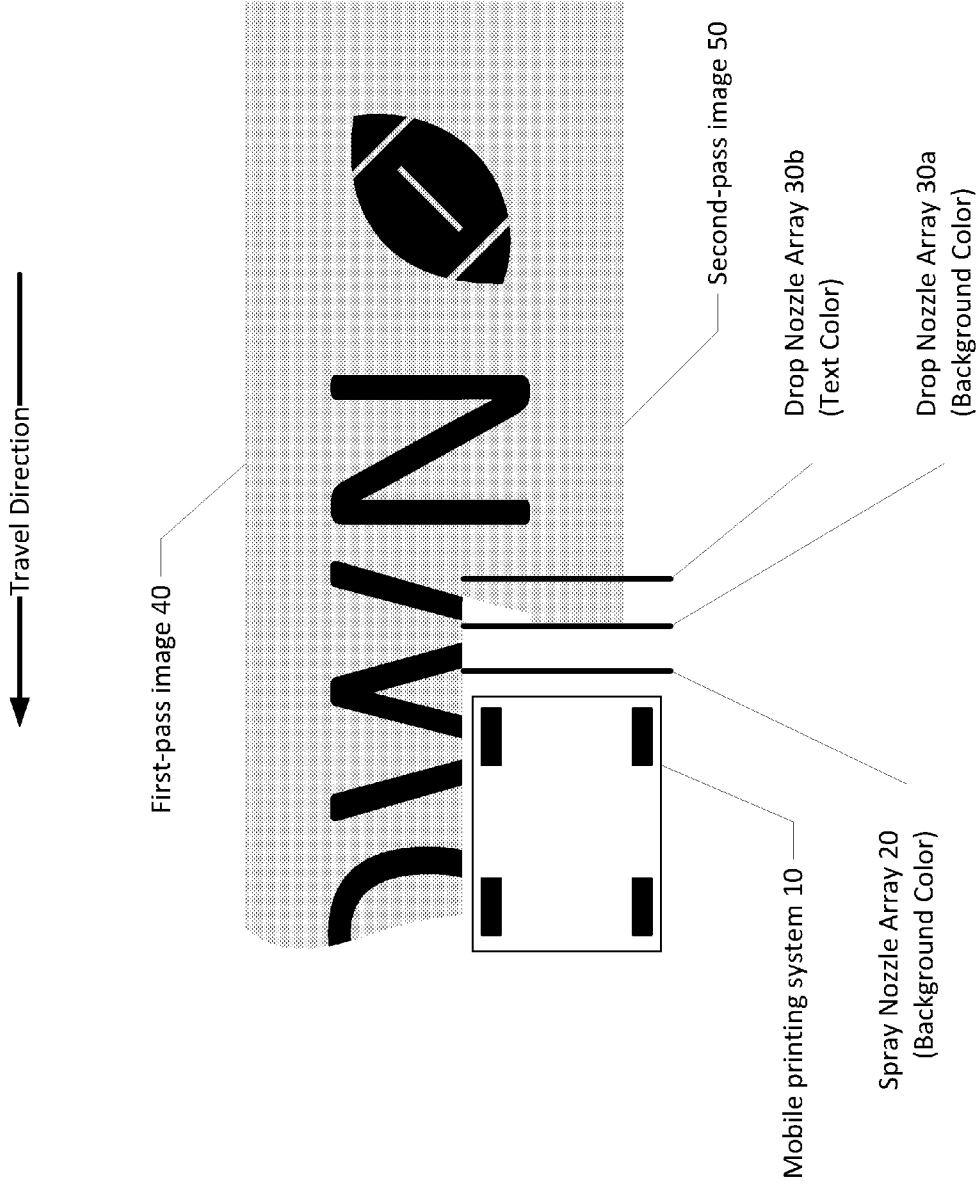 Travel Direction
First-pass image 40
WN
Second-pass image 50
Drop Nozzle Array 30b
(Text Color)
Drop Nozzle Array 30a
(Background Color)
Mobile printing system 10
Spray Nozzle Array 20
(Background Color)